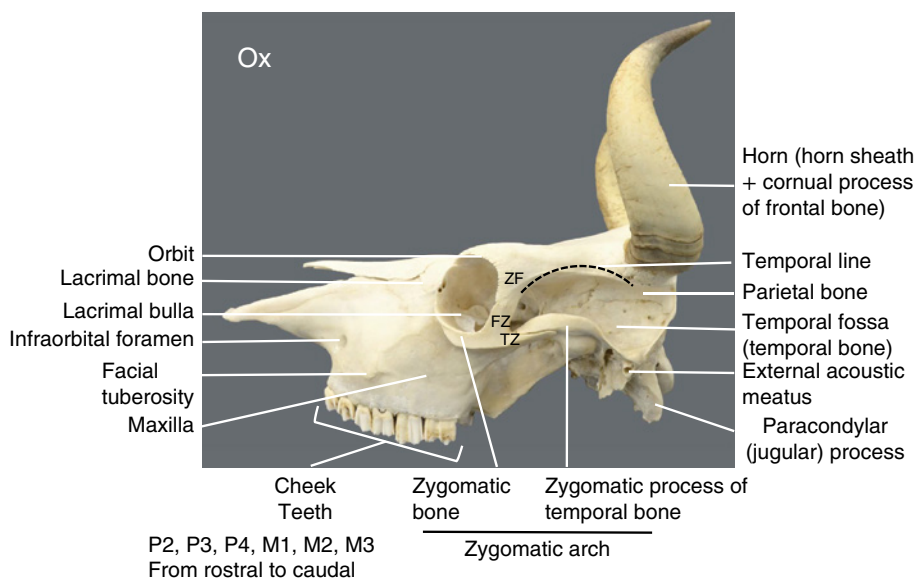 Ox
Horn (horn sheath
+ cornual process
of frontal bone)
Orbit
Lacrimal bone
Lacrimal bulla
Infraorbital foramen
Facial
tuberosity
Maxilla
ZF
FZ
TZ
Temporal line
Parietal bone
Temporal fossa
(temporal bone)
External acoustic
meatus
Paracondylar
(jugular) process
Cheek
Teeth
P2, P3, P4, M1, M2, M3
From rostral to caudal
Zygomatic
bone
Zygomatic process of
temporal bone
Zygomatic arch